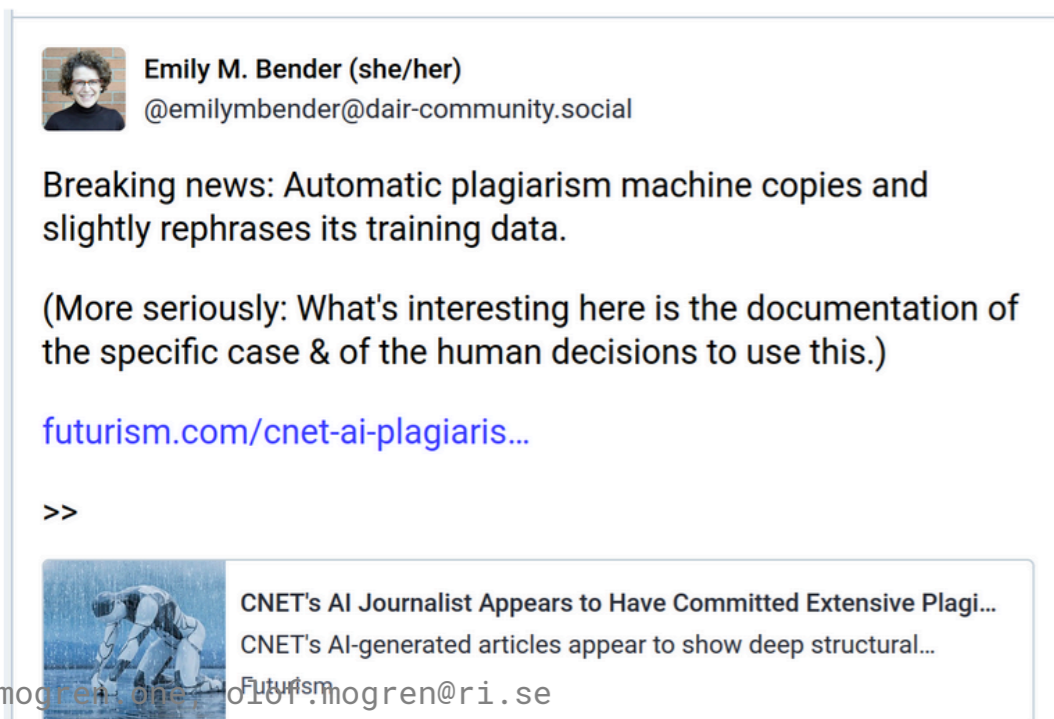 Emily M. Bender (she/her)
@emilymbender@dair-community.social
Breaking news: Automatic plagiarism machine copies and
slightly rephrases its training data.
(More seriously: What's interesting here is the documentation of
the specific case & of the human decisions to use this.)
futurism.com/cnet-ai-plagiaris…
>>
CNET's AI Journalist Appears to Have Committed Extensive Plagi…
CNET's AI-generated articles appear to show deep structural…
Futurism
mogren.one, olof.mogren@ri.se